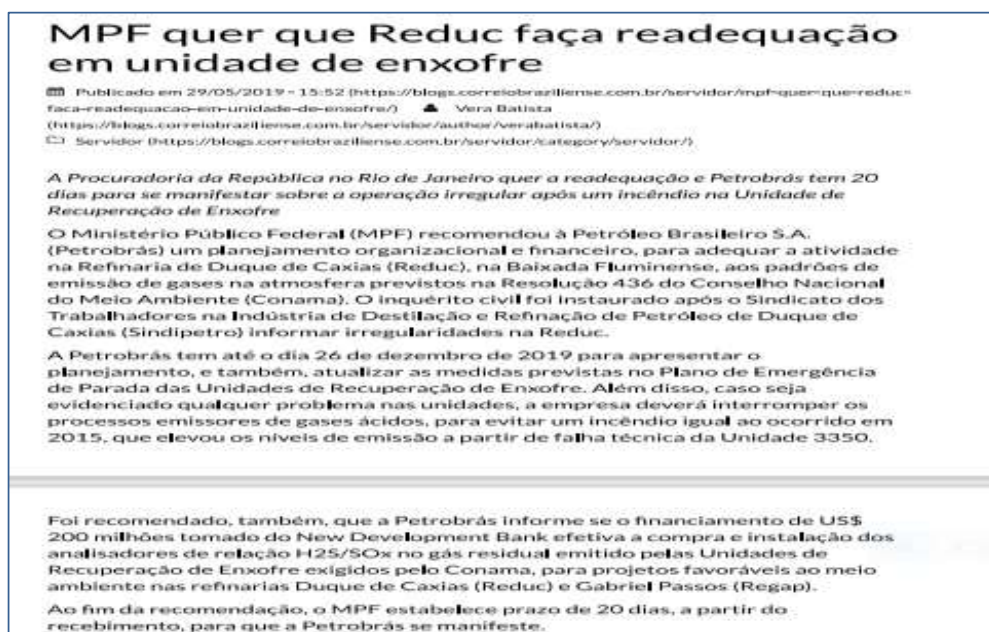 MPF quer que Reduc faça readequação
em unidade de enxofre
Publicado em 29/05/2019 - 15:52 (https://blogs.correiobraziliense.com.br/servidor/mpf-quer-que-reduc-
faca-readequacao-em-unidade-de-enxofre/) Vera Batista
(https://blogs.correiobraziliense.com.br/servidor/author/verabatista/)
Servidor (https://blogs.correiobraziliense.com.br/servidor/category/servidor/)
A Procuradoria da República no Rio de Janeiro quer a readequação e Petrobrás tem 20
dias para se manifestar sobre a operação irregular após um incêndio na Unidade de
Recuperação de Enxofre
O Ministério Público Federal (MPF) recomendou à Petróleo Brasileiro S.A.
(Petrobrás) um planejamento organizacional e financeiro, para adequar a atividade
na Refinaria de Duque de Caxias (Reduc), na Baixada Fluminense, aos padrões de
emissão de gases na atmosfera previstos na Resolução 436 do Conselho Nacional
do Meio Ambiente (Conama). O inquérito civil foi instaurado após o Sindicato dos
Trabalhadores na Indústria de Destilação e Refinação de Petróleo de Duque de
Caxias (Sindipetro) informar irregularidades na Reduc.
A Petrobrás tem até o dia 26 de dezembro de 2019 para apresentar o
planejamento, e também, atualizar as medidas previstas no Plano de Emergência
de Parada das Unidades de Recuperação de Enxofre. Além disso, caso seja
evidenciado qualquer problema nas unidades, a empresa deverá interromper os
processos emissores de gases ácidos, para evitar um incêndio igual ao ocorrido em
2015, que elevou os níveis de emissão a partir de falha técnica da Unidade 3350.
Foi recomendado, também, que a Petrobrás informe se o financiamento de US$
200 milhões tomado do New Development Bank efetiva a compra e instalação dos
analisadores de relação H2S/SOx no gás residual emitido pelas Unidades de
Recuperação de Enxofre exigidos pelo Conama, para projetos favoráveis ao meio
ambiente nas refinarias Duque de Caxias (Reduc) e Gabriel Passos (Regap).
Ao fim da recomendação, o MPF estabelece prazo de 20 dias, a partir do
recebimento, para que a Petrobrás se manifeste.